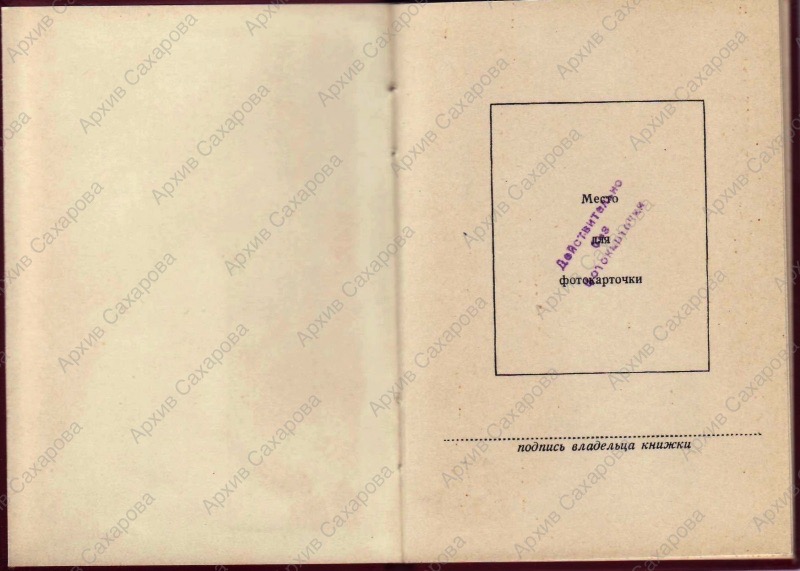 Место
для
фотокарточки
Действительно
без
фотокарточки
подпись владельца книжки
Архив Сахарова